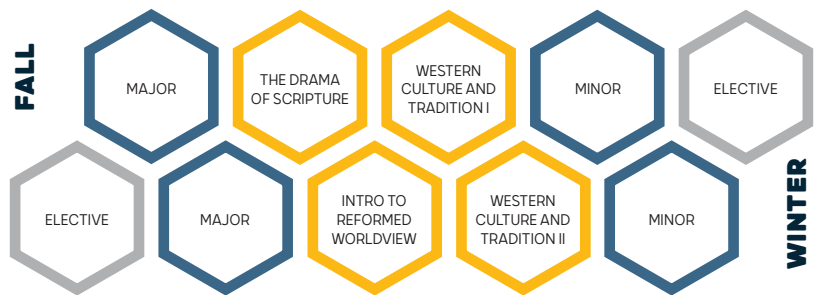 FALL
MAJOR
THE DRAMA
OF SCRIPTURE
WESTERN
CULTURE AND
TRADITION I
MINOR
ELECTIVE
ELECTIVE
MAJOR
INTRO TO
REFORMED
WORLDVIEW
WESTERN
CULTURE AND
TRADITION II
MINOR
WINTER